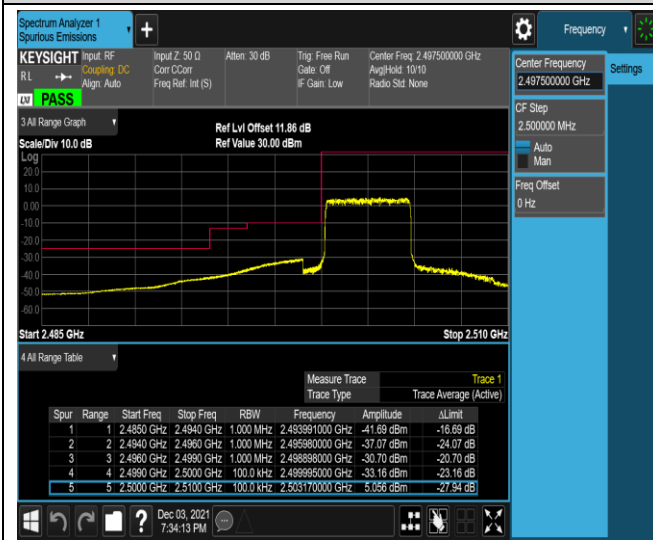 Spectrum Analyzer 1
Spurious Emissions
+
Frequency
KEYSIGHT
RL
LXI
PASS
Input: RF
Coupling: DC
Align: Auto
Input Z: 50 Ω
Corr CCorr
Freq Ref: Int (S)
Atten: 30 dB
Trig: Free Run
Gate: Off
IF Gain: Low
Center Freq: 2.497500000 GHz
Avg|Hold: 10/10
Radio Std: None
Center Frequency
2.497500000 GHz
Settings
CF Step
2.500000 MHz
Auto
Man
Freq Offset
0 Hz
3 All Range Graph
Scale/Div 10.0 dB
Ref Lvl Offset 11.86 dB
Ref Value 30.00 dBm
Log
20.0
10.0
0.00
-10.0
-20.0
-30.0
-40.0
-50.0
-60.0
Start 2.485 GHz
Stop 2.510 GHz
4 All Range Table
Measure Trace Trace 1
Trace Type Trace Average (Active)
Spur Range Start Freq Stop Freq RBW Frequency Amplitude ΔLimit
1 1 2.4850 GHz 2.4940 GHz 1.000 MHz 2.493991000 GHz -41.69 dBm -16.69 dB
2 2 2.4940 GHz 2.4960 GHz 1.000 MHz 2.495980000 GHz -37.07 dBm -24.07 dB
3 3 2.4960 GHz 2.4990 GHz 1.000 MHz 2.498898000 GHz -30.70 dBm -20.70 dB
4 4 2.4990 GHz 2.5000 GHz 100.0 kHz 2.499995000 GHz -33.16 dBm -23.16 dB
5 5 2.5000 GHz 2.5100 GHz 100.0 kHz 2.503170000 GHz 5.056 dBm -27.94 dB
?
Dec 03, 2021
7:34:13 PM